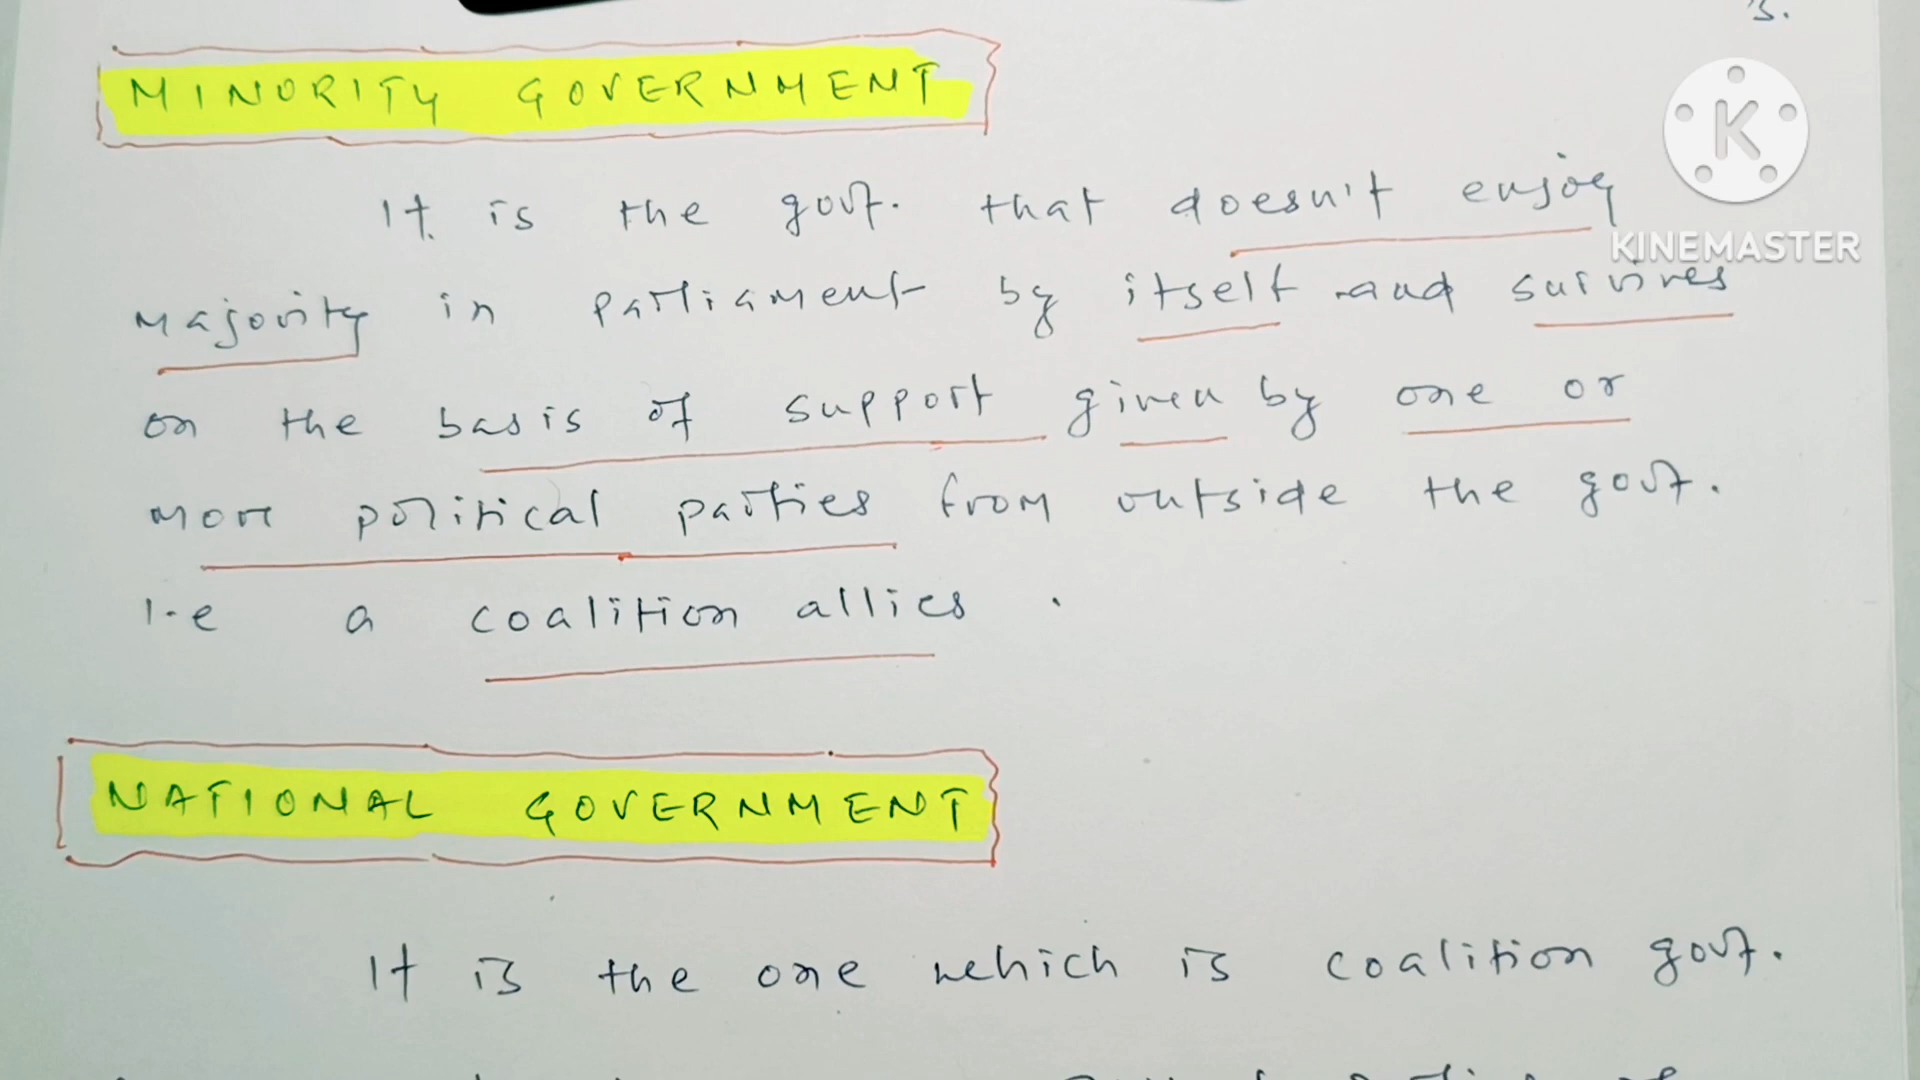 3.
MINORITY GOVERNMENT
It is the govt. that doesn't enjoy
majority in parliament by itself and survives
on the basis of support given by one or
more political parties from outside the govt.
i.e a coalition allies .
NATIONAL GOVERNMENT
It is the one which is coalition govt.
K
KINEMASTER